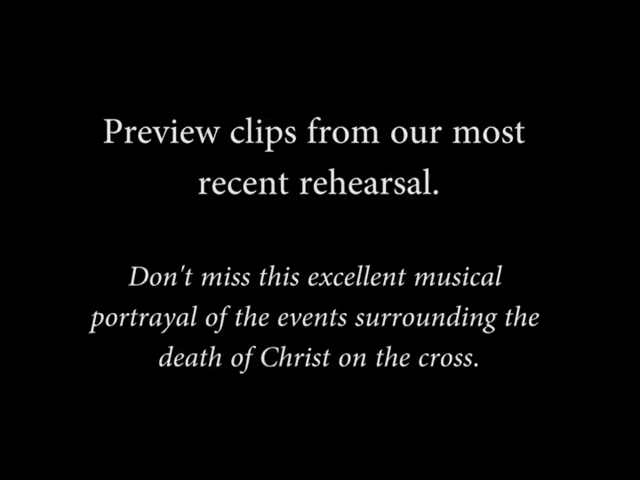 Preview clips from our most
recent rehearsal.
Don't miss this excellent musical
portrayal of the events surrounding the
death of Christ on the cross.